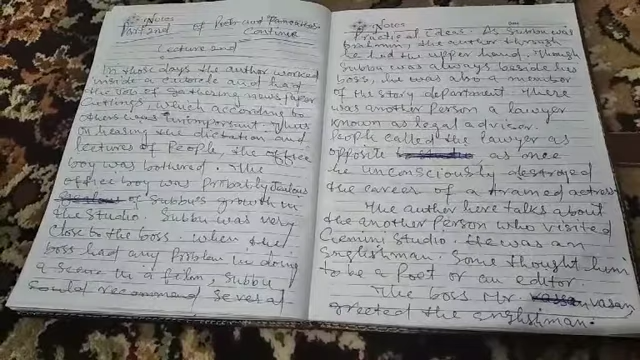 Notes
Part 2nd of Poets and Pancakes
Continue
Lecture 2nd
In those days the author worked
inside a cubicle and had
the job of gathering newspaper
cuttings, which according to
others was unimportant. Thus
on hearing the dictation and
lectures of people, the office
boy was bothered. The
office boy was probably Jealous
of Subbu's growth in
the studio. Subbu was very
close to the boss. when the
boss had any problem in doing
a scene in a film, Subbu
could recommend several
Notes
Practical ideas. As Subbu was
brahmin, the author through
he had the upper hand. Though
Subbu was always beside his
boss, he was also a member
of the story department. There
was another person a lawyer
known as legal advisor.
People called the lawyer as
opposite as once
he unconsciously destroyed
the career of a trained actress
The author here talks about
the another person who visited
Gemini Studio. He was an
Englishman. Some thought him
to be a Poet or an editor.
The boss Mr. vasan
greeted the englishman.